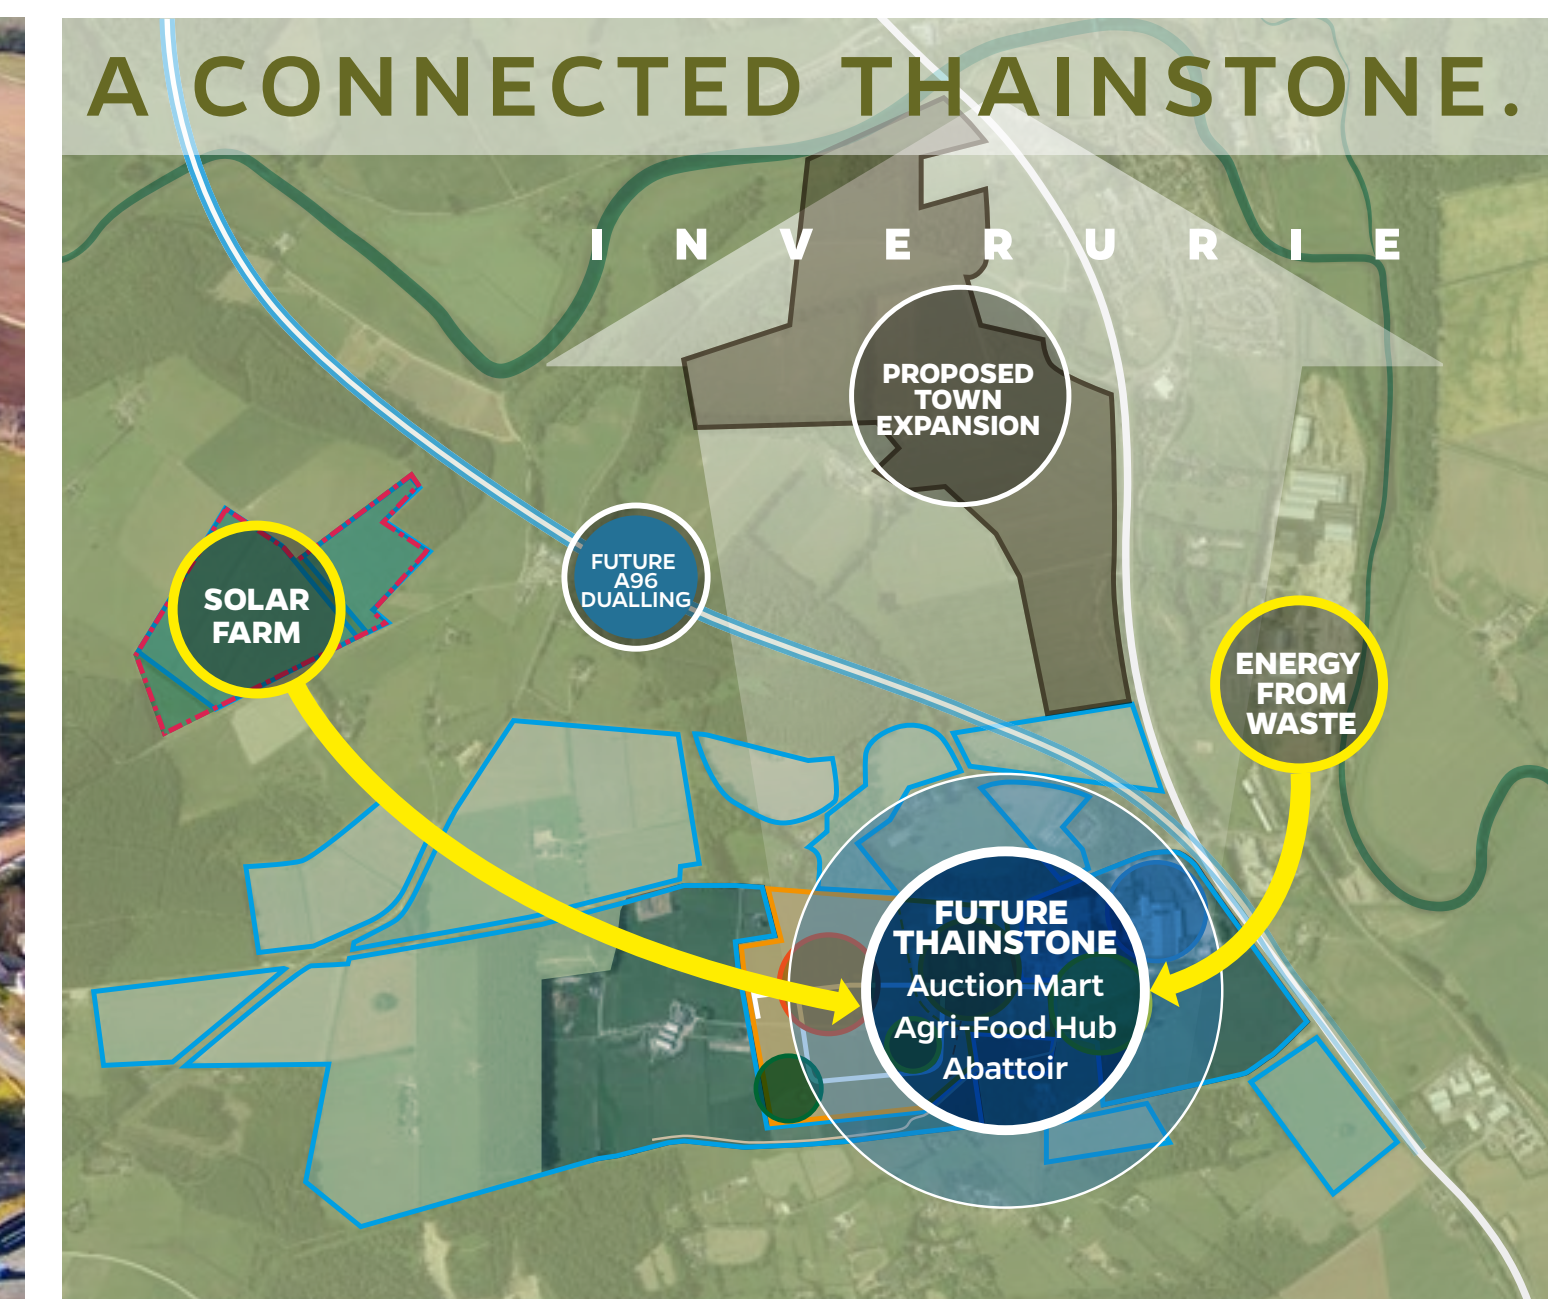 A CONNECTED THAINSTONE.
INVERURIE
PROPOSED
TOWN
EXPANSION
FUTURE
A96
DUALLING
SOLAR
FARM
ENERGY
FROM
WASTE
FUTURE
THAINSTONE
Auction Mart
Agri-Food Hub
Abattoir